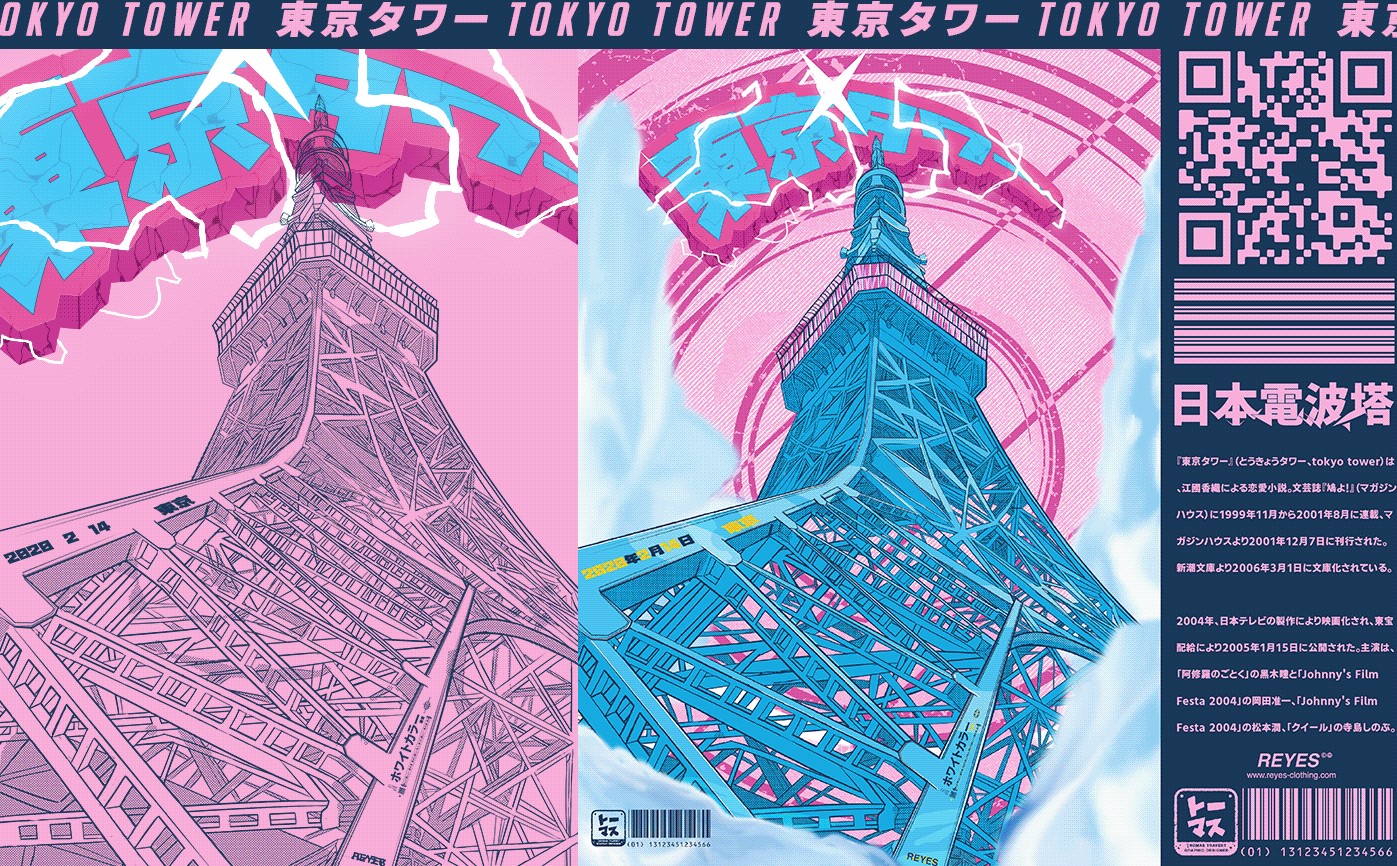 OKYO TOWER 東京タワー TOKYO TOWER 東京タワー TOKYO TOWER 東京
東京タワー
2020 2 14 東京
ホワイトカラー
REYES
東京タワー
2020年2月14日 東京
ホワイトカラー
REYES
トーマス
(01) 13123451234566
日本電波塔
『東京タワー』(とうきょうタワー、tokyo tower)は
、江國香織による恋愛小説。文芸誌『鳩よ!』(マガジン
ハウス)に1999年11月から2001年8月に連載、マ
ガジンハウスより2001年12月7日に刊行された。
新潮文庫より2006年3月1日に文庫化されている。
2004年、日本テレビの製作により映画化され、東宝
配給により2005年1月15日に公開された。主演は、
「阿修羅のごとく」の黒木瞳と「Johnny's Film
Festa 2004」の岡田准一、「Johnny's Film
Festa 2004」の松本潤、「クイール」の寺島しのぶ。
REYES
www.reyes-clothing.com
トーマス
(01) 13123451234566